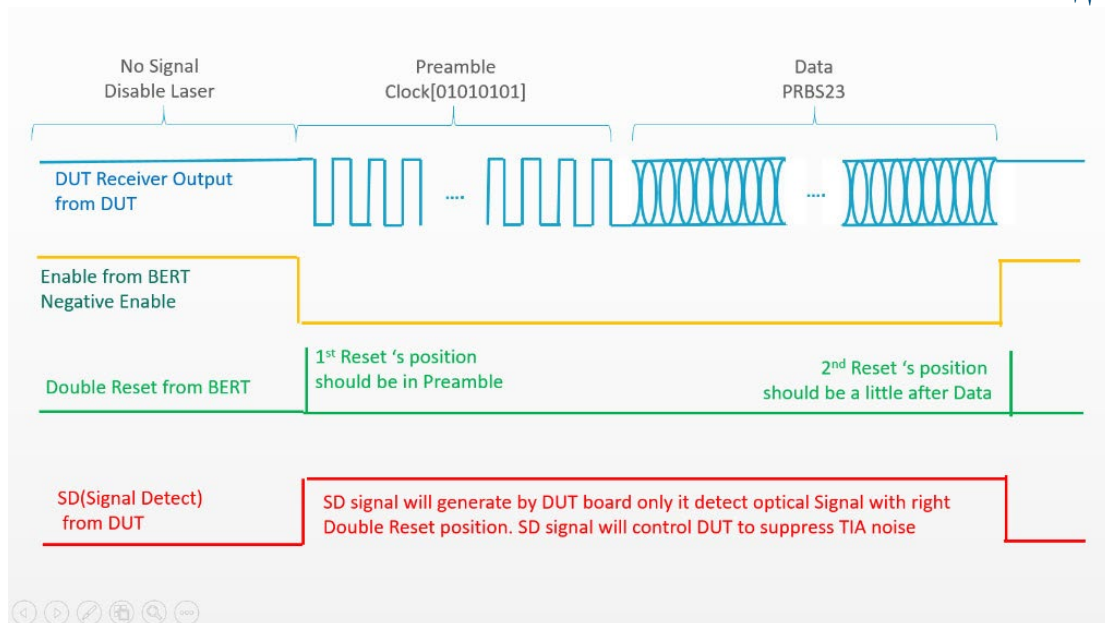 No Signal
Disable Laser
Preamble
Clock[01010101]
Data
PRBS23
DUT Receiver Output
from DUT
....
....
Enable from BERT
Negative Enable
Double Reset from BERT
1st Reset ‘s position
should be in Preamble
2nd Reset ‘s position
should be a little after Data
SD(Signal Detect)
from DUT
SD signal will generate by DUT board only it detect optical Signal with right
Double Reset position. SD signal will control DUT to suppress TIA noise